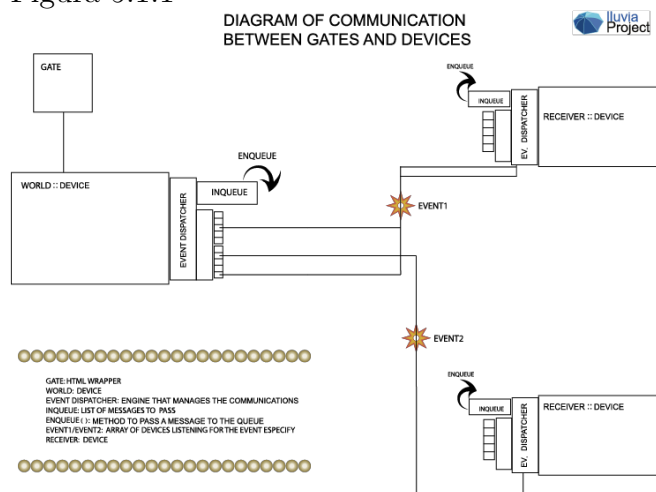 Figura 3.1.1
DIAGRAM OF COMMUNICATION
BETWEEN GATES AND DEVICES
lluvia
Project
GATE
ENQUEUE
INQUEUE
EV. DISPATCHER
RECEIVER :: DEVICE
ENQUEUE
WORLD :: DEVICE
EVENT DISPATCHER
INQUEUE
EVENT1
EVENT2
ENQUEUE
INQUEUE
EV. DISPATCHER
RECEIVER :: DEVICE
GATE: HTML WRAPPER
WORLD: DEVICE
EVENT DISPATCHER: ENGINE THAT MANAGES THE COMMUNICATIONS
INQUEUE: LIST OF MESSAGES TO PASS
ENQUEUE( ): METHOD TO PASS A MESSAGE TO THE QUEUE
EVENT1/EVENT2: ARRAY OF DEVICES LISTENING FOR THE EVENT ESPECIFY
RECEIVER: DEVICE